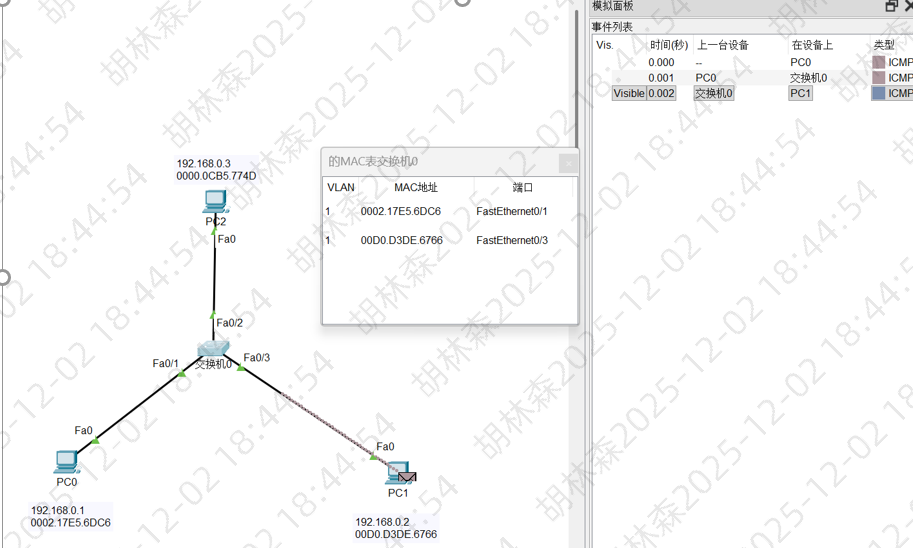 模拟面板
事件列表
Vis. 时间(秒) 上一台设备 在设备上 类型
0.000 -- PC0 ICMP
0.001 PC0 交换机0 ICMP
Visible 0.002 交换机0 PC1 ICMP
的MAC表交换机0
VLAN MAC地址 端口
1 0002.17E5.6DC6 FastEthernet0/1
1 00D0.D3DE.6766 FastEthernet0/3
192.168.0.3
0000.0CB5.774D
PC2
Fa0
Fa0/2
Fa0/1 交换机0 Fa0/3
Fa0
PC0
192.168.0.1
0002.17E5.6DC6
Fa0
PC1
192.168.0.2
00D0.D3DE.6766
胡林森2025-12-02 18:44:54